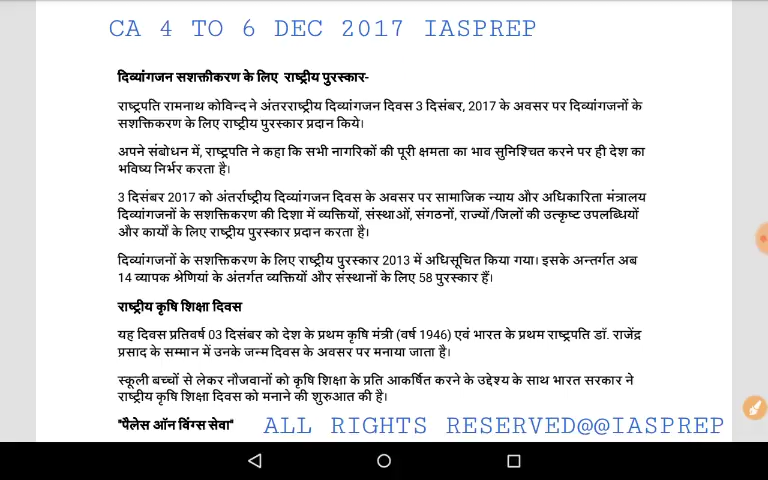 CA 4 TO 6 DEC 2017 IASPREP
दिव्यांगजन सशक्तीकरण के लिए राष्ट्रीय पुरस्कार-
राष्ट्रपति रामनाथ कोविन्द ने अंतरराष्ट्रीय दिव्यांगजन दिवस 3 दिसंबर, 2017 के अवसर पर दिव्यांगजनों के
सशक्तिकरण के लिए राष्ट्रीय पुरस्कार प्रदान किये।
अपने संबोधन में, राष्ट्रपति ने कहा कि सभी नागरिकों की पूरी क्षमता का भाव सुनिश्चित करने पर ही देश का
भविष्य निर्भर करता है।
3 दिसंबर 2017 को अंतर्राष्ट्रीय दिव्यांगजन दिवस के अवसर पर सामाजिक न्याय और अधिकारिता मंत्रालय
दिव्यांगजनों के सशक्तिकरण की दिशा में व्यक्तियों, संस्थाओं, संगठनों, राज्यों/जिलों की उत्कृष्ट उपलब्धियों
और कार्यों के लिए राष्ट्रीय पुरस्कार प्रदान करता है।
दिव्यांगजनों के सशक्तिकरण के लिए राष्ट्रीय पुरस्कार 2013 में अधिसूचित किया गया। इसके अन्तर्गत अब
14 व्यापक श्रेणियां के अंतर्गत व्यक्तियों और संस्थानों के लिए 58 पुरस्कार हैं।
राष्ट्रीय कृषि शिक्षा दिवस
यह दिवस प्रतिवर्ष 03 दिसंबर को देश के प्रथम कृषि मंत्री (वर्ष 1946) एवं भारत के प्रथम राष्ट्रपति डॉ. राजेंद्र
प्रसाद के सम्मान में उनके जन्म दिवस के अवसर पर मनाया जाता है।
स्कूली बच्चों से लेकर नौजवानों को कृषि शिक्षा के प्रति आकर्षित करने के उद्देश्य के साथ भारत सरकार ने
राष्ट्रीय कृषि शिक्षा दिवस को मनाने की शुरुआत की है।
"पैलेस ऑन विंग्स सेवा" ALL RIGHTS RESERVED@@IASPREP